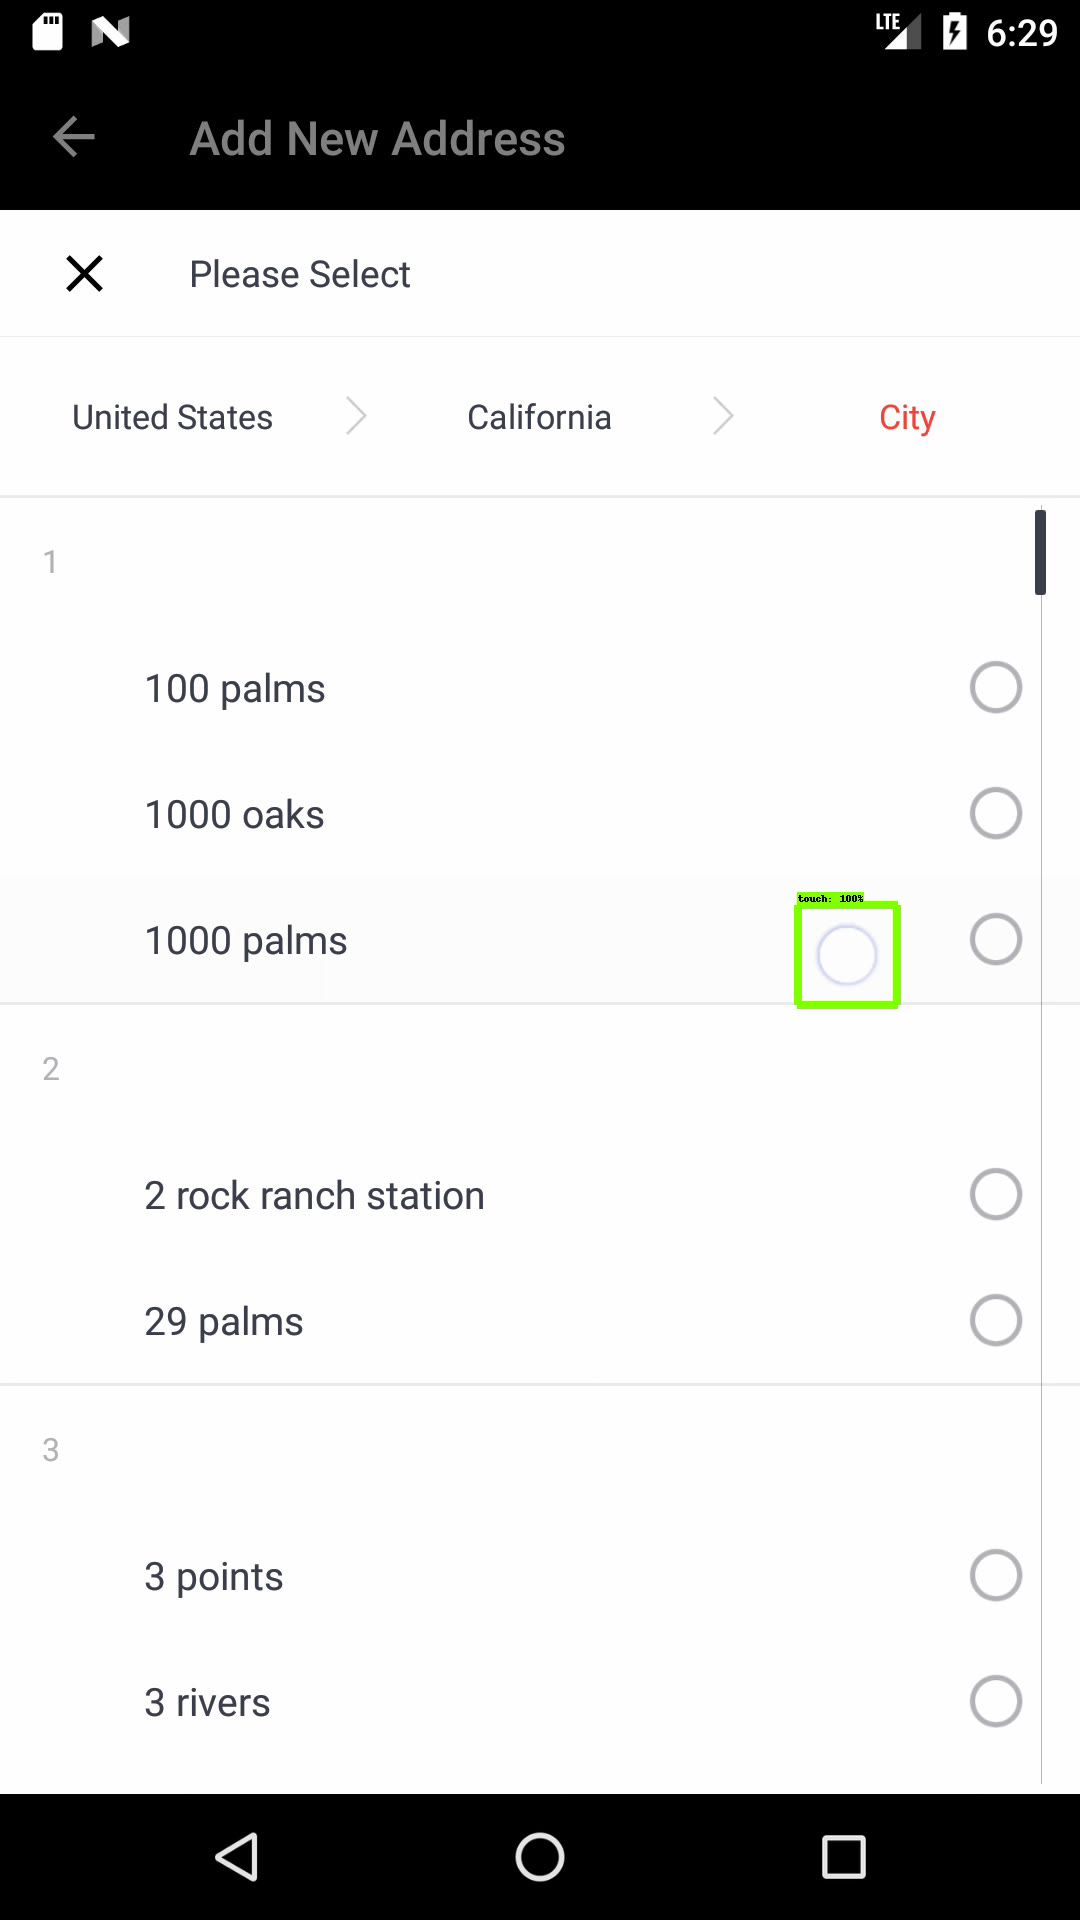 LTE 6:29
Add New Address
Please Select
United States California City
1
100 palms
1000 oaks
touch: 100%
1000 palms
2
2 rock ranch station
29 palms
3
3 points
3 rivers